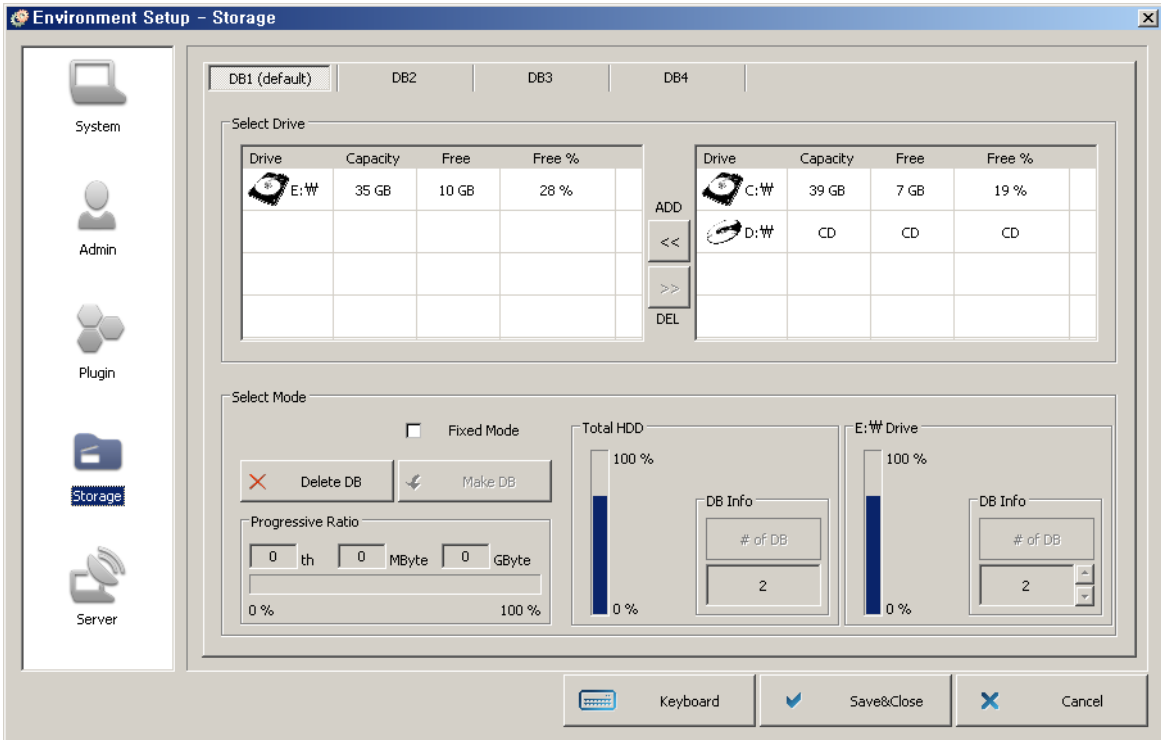 Environment Setup - Storage
System
Admin
Plugin
Storage
Server
DB1 (default) DB2 DB3 DB4
Select Drive
Drive Capacity Free Free %
E:₩ 35 GB 10 GB 28 %
ADD
<<
>>
DEL
Drive Capacity Free Free %
C:₩ 39 GB 7 GB 19 %
D:₩ CD CD CD
Select Mode
Fixed Mode
Delete DB Make DB
Progressive Ratio
0 th 0 MByte 0 GByte
0 % 100 %
Total HDD
100 %
DB Info
# of DB
2
0 %
E:₩ Drive
100 %
DB Info
# of DB
2
0 %
Keyboard Save&Close Cancel